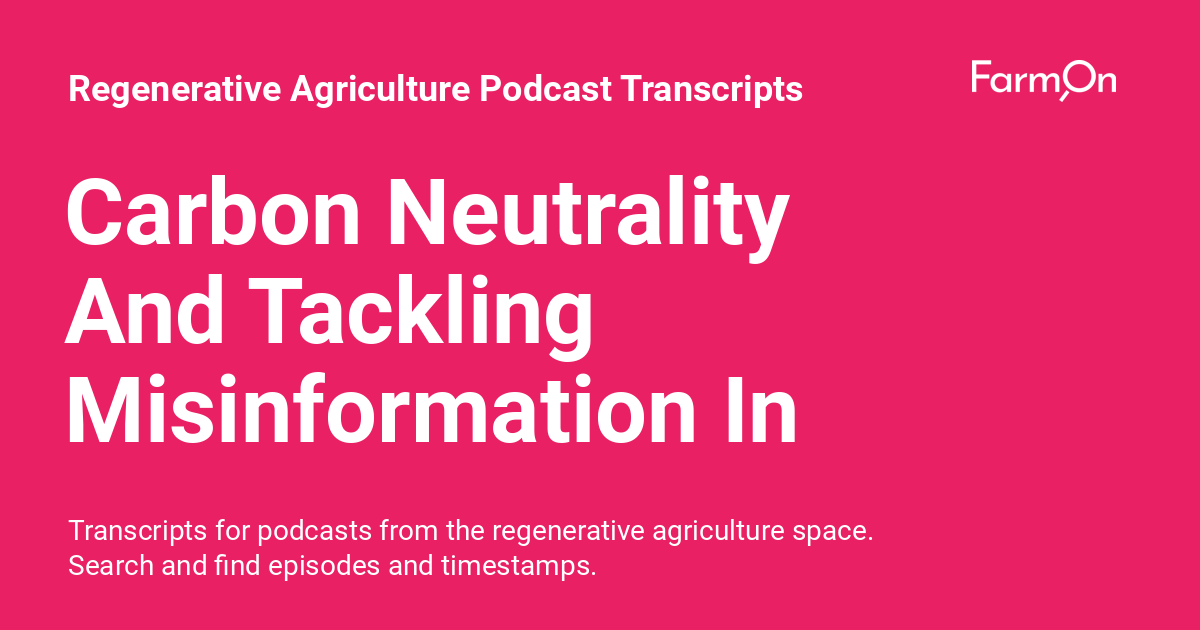 Regenerative Agriculture Podcast Transcripts
FarmOn
Carbon Neutrality
And Tackling
Misinformation In
Transcripts for podcasts from the regenerative agriculture space.
Search and find episodes and timestamps.